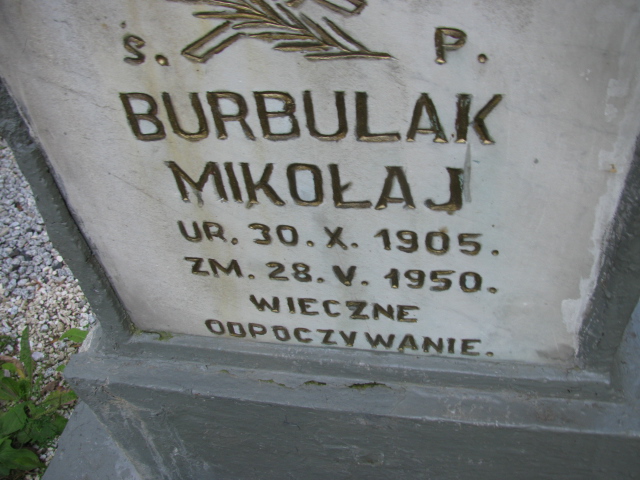 Ś. P.
BURBULAK
MIKOŁAJ
UR. 30. X. 1905.
ZM. 28. V. 1950.
WIECZNE
ODPOCZYWANIE.